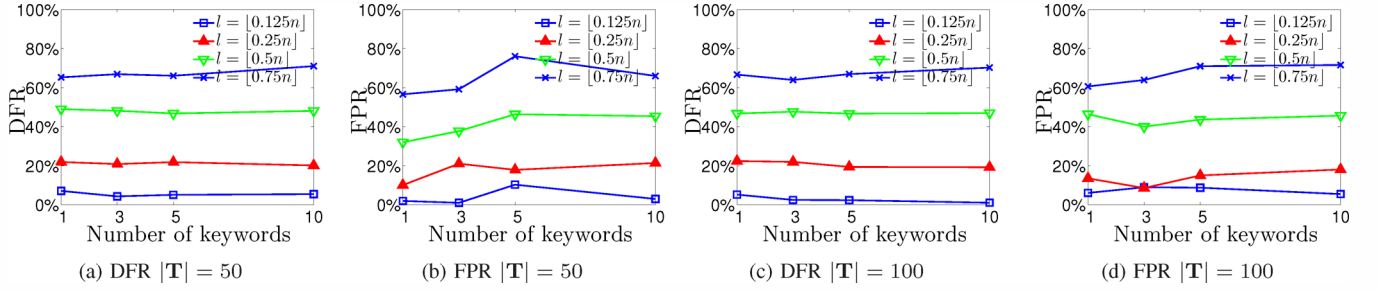 100%
80%
60%
40%
20%
0%
DFR
l = ⌊0.125n⌋
l = ⌊0.25n⌋
l = ⌊0.5n⌋
l = ⌊0.75n⌋
1 3 5 10
Number of keywords
(a) DFR |T| = 50
100%
80%
60%
40%
20%
0%
FPR
l = ⌊0.125n⌋
l = ⌊0.25n⌋
l = ⌊0.5n⌋
l = ⌊0.75n⌋
1 3 5 10
Number of keywords
(b) FPR |T| = 50
100%
80%
60%
40%
20%
0%
DFR
l = ⌊0.125n⌋
l = ⌊0.25n⌋
l = ⌊0.5n⌋
l = ⌊0.75n⌋
1 3 5 10
Number of keywords
(c) DFR |T| = 100
100%
80%
60%
40%
20%
0%
FPR
l = ⌊0.125n⌋
l = ⌊0.25n⌋
l = ⌊0.5n⌋
l = ⌊0.75n⌋
1 3 5 10
Number of keywords
(d) FPR |T| = 100